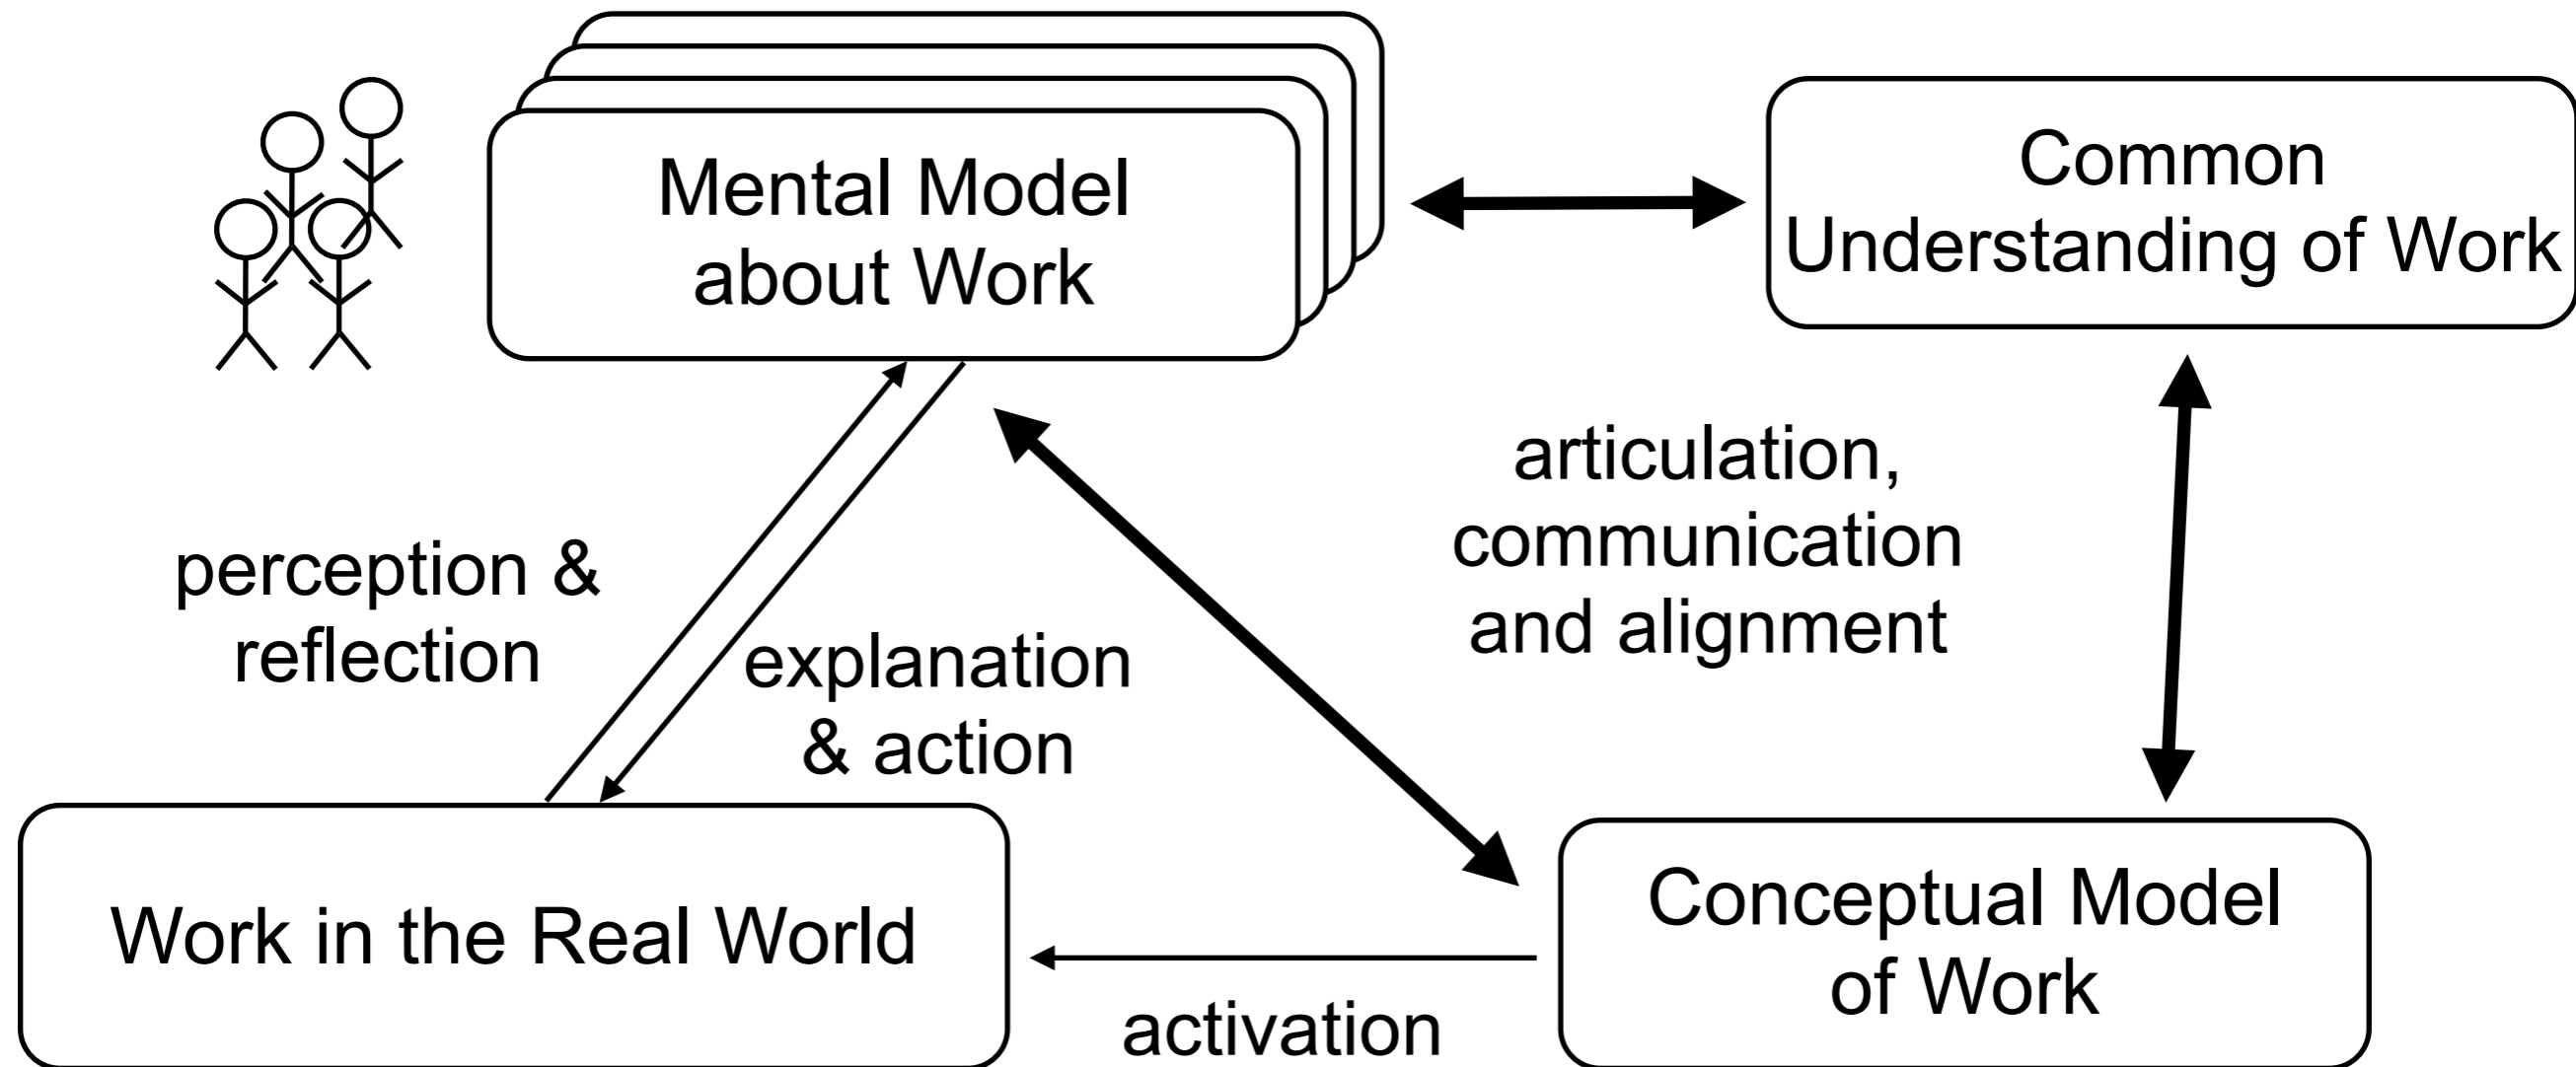 Mental Model
about Work
Common
Understanding of Work
articulation,
communication
and alignment
perception &
reflection
explanation
& action
Work in the Real World
Conceptual Model
of Work
activation